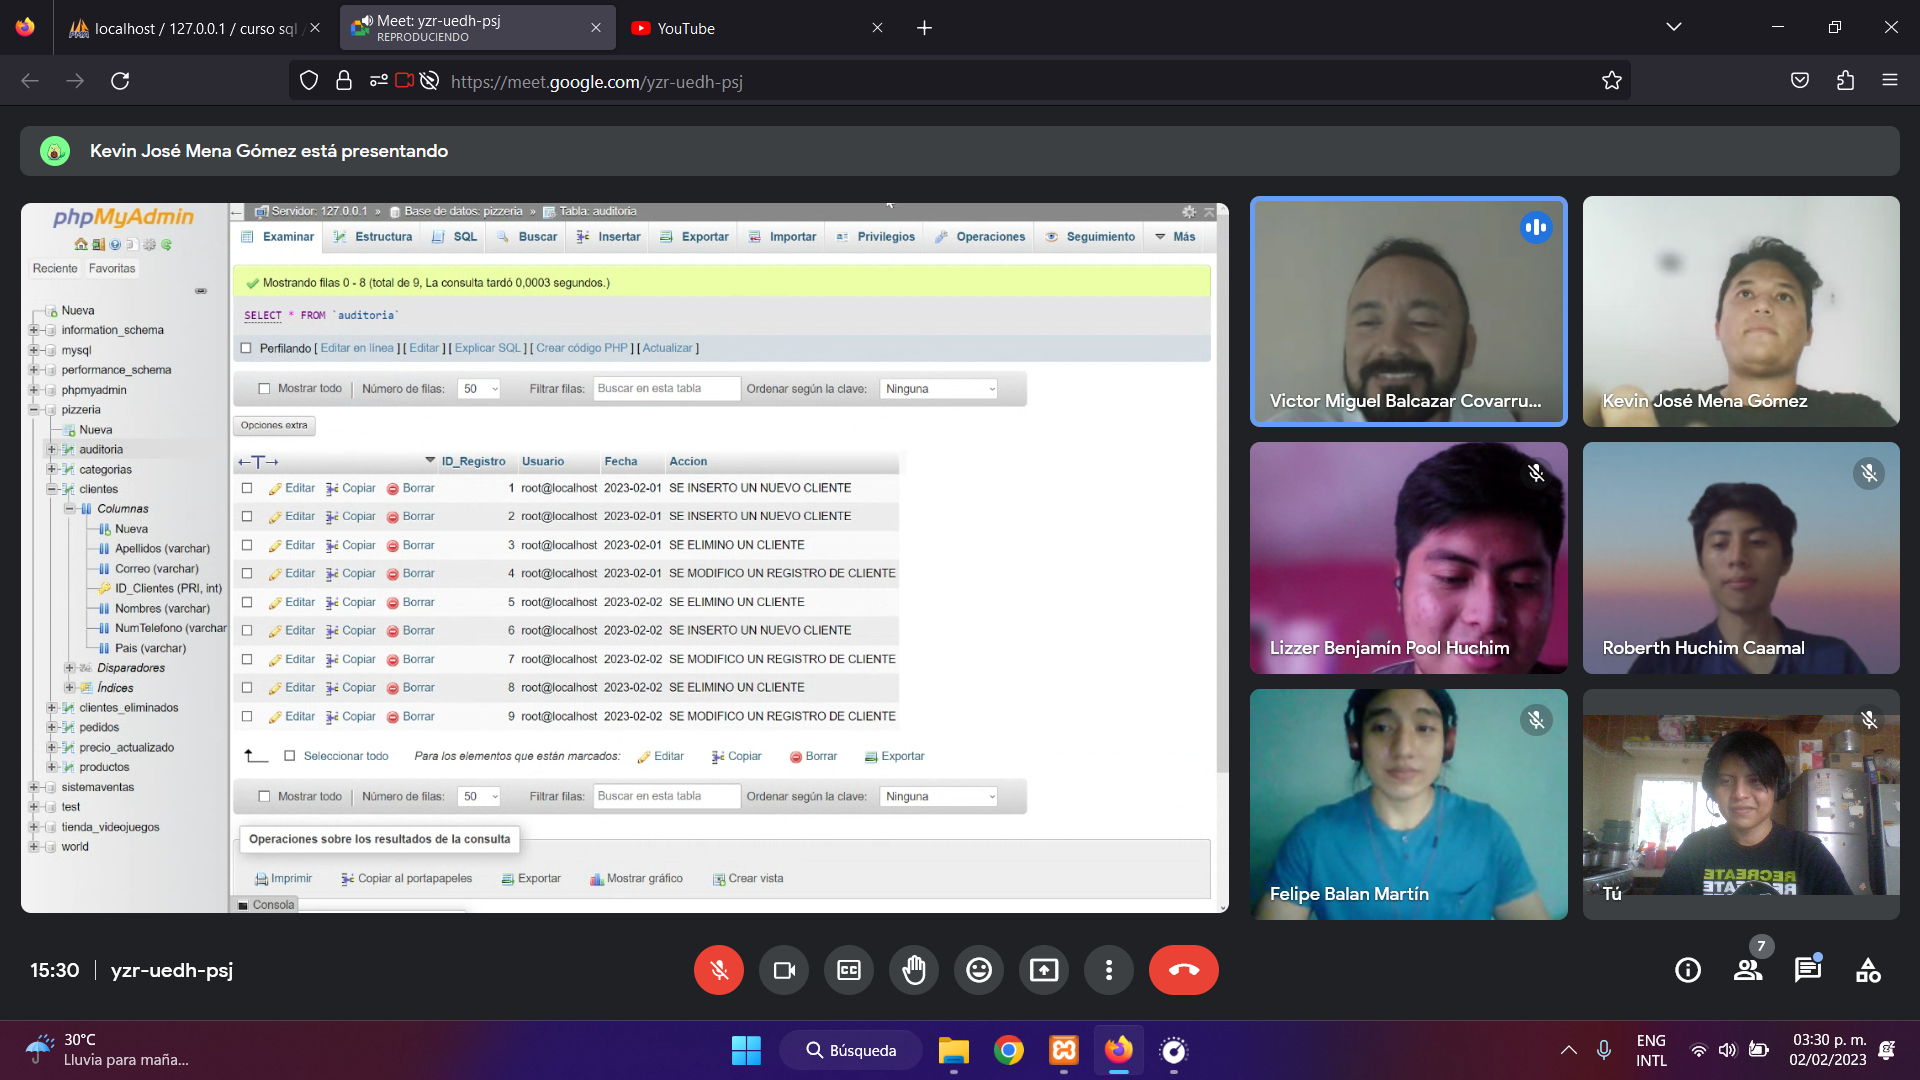 localhost / 127.0.0.1 / curso sql /
Meet: yzr-uedh-psj
REPRODUCIENDO
YouTube
https://meet.google.com/yzr-uedh-psj
Kevin José Mena Gómez está presentando
phpMyAdmin
Reciente Favoritas
Nueva
information_schema
mysql
performance_schema
phpmyadmin
pizzeria
Nueva
auditoria
categorias
clientes
Columnas
Nueva
Apellidos (varchar)
Correo (varchar)
ID_Clientes (PRI, int)
Nombres (varchar)
NumTelefono (varchar
Pais (varchar)
Disparadores
Índices
clientes_eliminados
pedidos
precio_actualizado
productos
sistemaventas
test
tienda_videojuegos
world
Servidor: 127.0.0.1 » Base de datos: pizzeria » Tabla: auditoria
Examinar Estructura SQL Buscar Insertar Exportar Importar Privilegios Operaciones Seguimiento Más
Mostrando filas 0 - 8 (total de 9, La consulta tardó 0,0003 segundos.)
SELECT * FROM `auditoria`
Perfilando [ Editar en línea ] [ Editar ] [ Explicar SQL ] [ Crear código PHP ] [ Actualizar ]
Mostrar todo Número de filas: 50 Filtrar filas: Buscar en esta tabla Ordenar según la clave: Ninguna
Opciones extra
←T→ ID_Registro Usuario Fecha Accion
Editar Copiar Borrar 1 root@localhost 2023-02-01 SE INSERTO UN NUEVO CLIENTE
Editar Copiar Borrar 2 root@localhost 2023-02-01 SE INSERTO UN NUEVO CLIENTE
Editar Copiar Borrar 3 root@localhost 2023-02-01 SE ELIMINO UN CLIENTE
Editar Copiar Borrar 4 root@localhost 2023-02-01 SE MODIFICO UN REGISTRO DE CLIENTE
Editar Copiar Borrar 5 root@localhost 2023-02-02 SE ELIMINO UN CLIENTE
Editar Copiar Borrar 6 root@localhost 2023-02-02 SE INSERTO UN NUEVO CLIENTE
Editar Copiar Borrar 7 root@localhost 2023-02-02 SE MODIFICO UN REGISTRO DE CLIENTE
Editar Copiar Borrar 8 root@localhost 2023-02-02 SE ELIMINO UN CLIENTE
Editar Copiar Borrar 9 root@localhost 2023-02-02 SE MODIFICO UN REGISTRO DE CLIENTE
Seleccionar todo Para los elementos que están marcados: Editar Copiar Borrar Exportar
Mostrar todo Número de filas: 50 Filtrar filas: Buscar en esta tabla Ordenar según la clave: Ninguna
Operaciones sobre los resultados de la consulta
Imprimir Copiar al portapapeles Exportar Mostrar gráfico Crear vista
Consola
Victor Miguel Balcazar Covarru...
Kevin José Mena Gómez
Lizzer Benjamín Pool Huchim
Roberth Huchim Caamal
Felipe Balan Martín
RECREATE
Tú
15:30 yzr-uedh-psj
7
30°C
Lluvia para maña...
Búsqueda
ENG
INTL
03:30 p. m.
02/02/2023